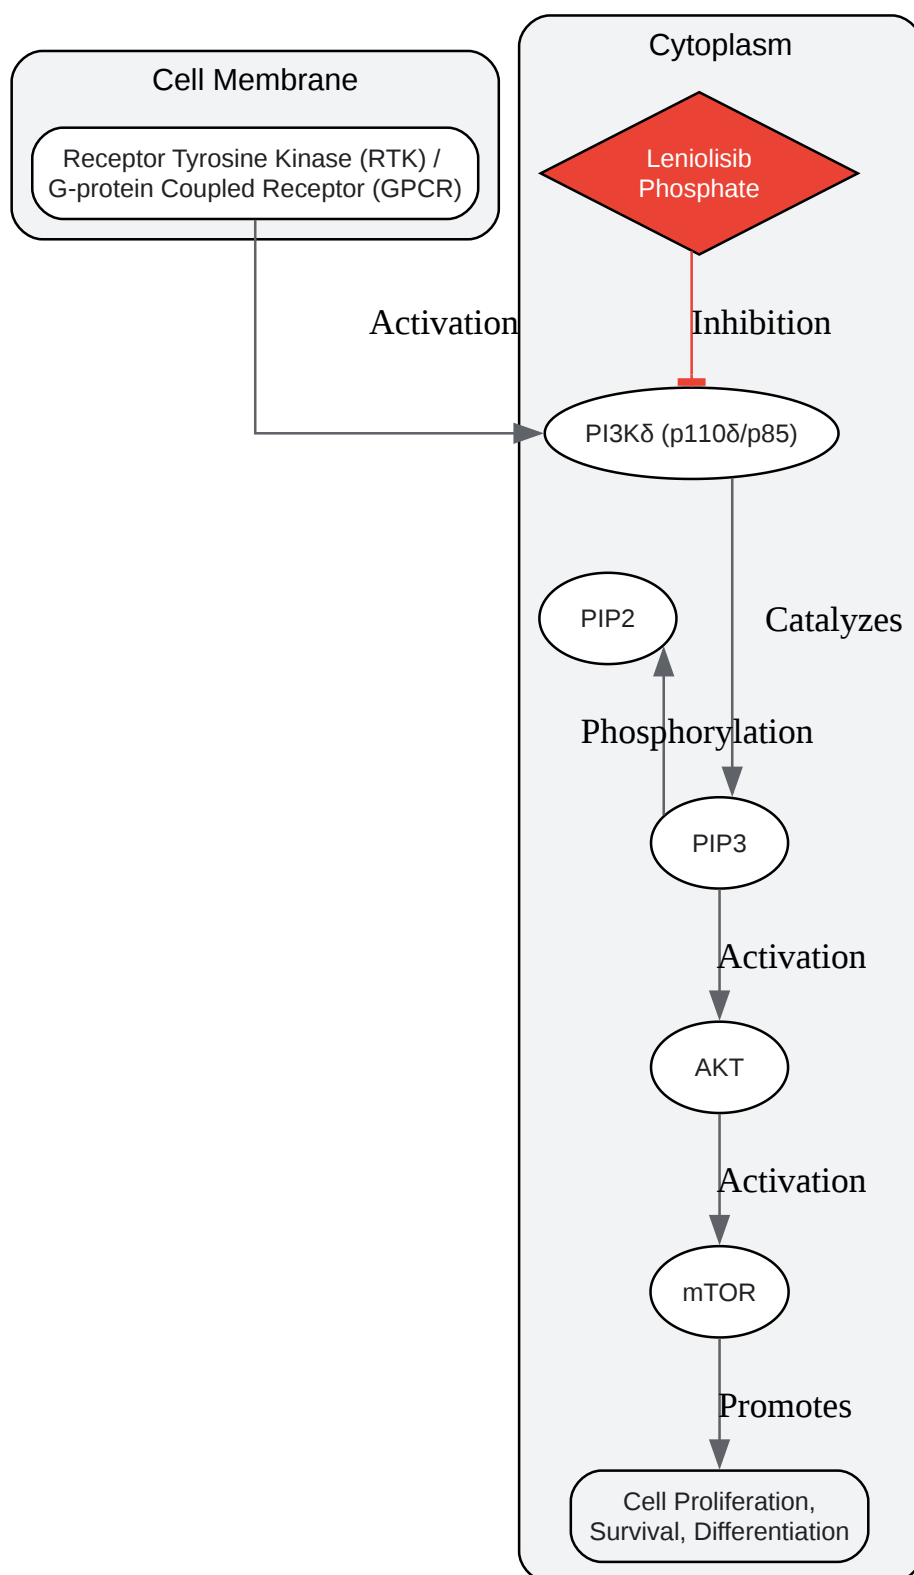 Cytoplasm
Cell Membrane
Receptor Tyrosine Kinase (RTK) /
G-protein Coupled Receptor (GPCR)
Leniolisib
Phosphate
Activation
Inhibition
PI3Kδ (p110δ/p85)
PIP2
Catalyzes
Phosphorylation
PIP3
Activation
AKT
Activation
mTOR
Promotes
Cell Proliferation,
Survival, Differentiation